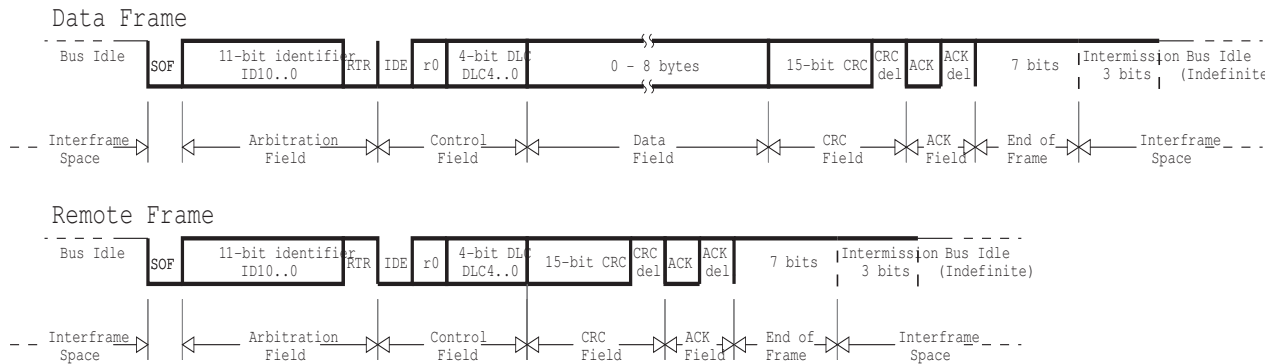 Data Frame
Bus Idle
SOF
11-bit identifier
ID10..0
RTR
IDE
r0
4-bit DLC
DLC4..0
0 - 8 bytes
15-bit CRC
CRC
del
ACK
ACK
del
7 bits
Intermission
3 bits
Bus Idle
(Indefinite
Interframe
Space
Arbitration
Field
Control
Field
Data
Field
CRC
Field
ACK
Field
End of
Frame
Interframe
Space
Remote Frame
Bus Idle
SOF
11-bit identifier
ID10..0
RTR
IDE
r0
4-bit DLC
DLC4..0
15-bit CRC
CRC
del
ACK
ACK
del
7 bits
Intermission
3 bits
Bus Idle
(Indefinite)
Interframe
Space
Arbitration
Field
Control
Field
CRC
Field
ACK
Field
End of
Frame
Interframe
Space